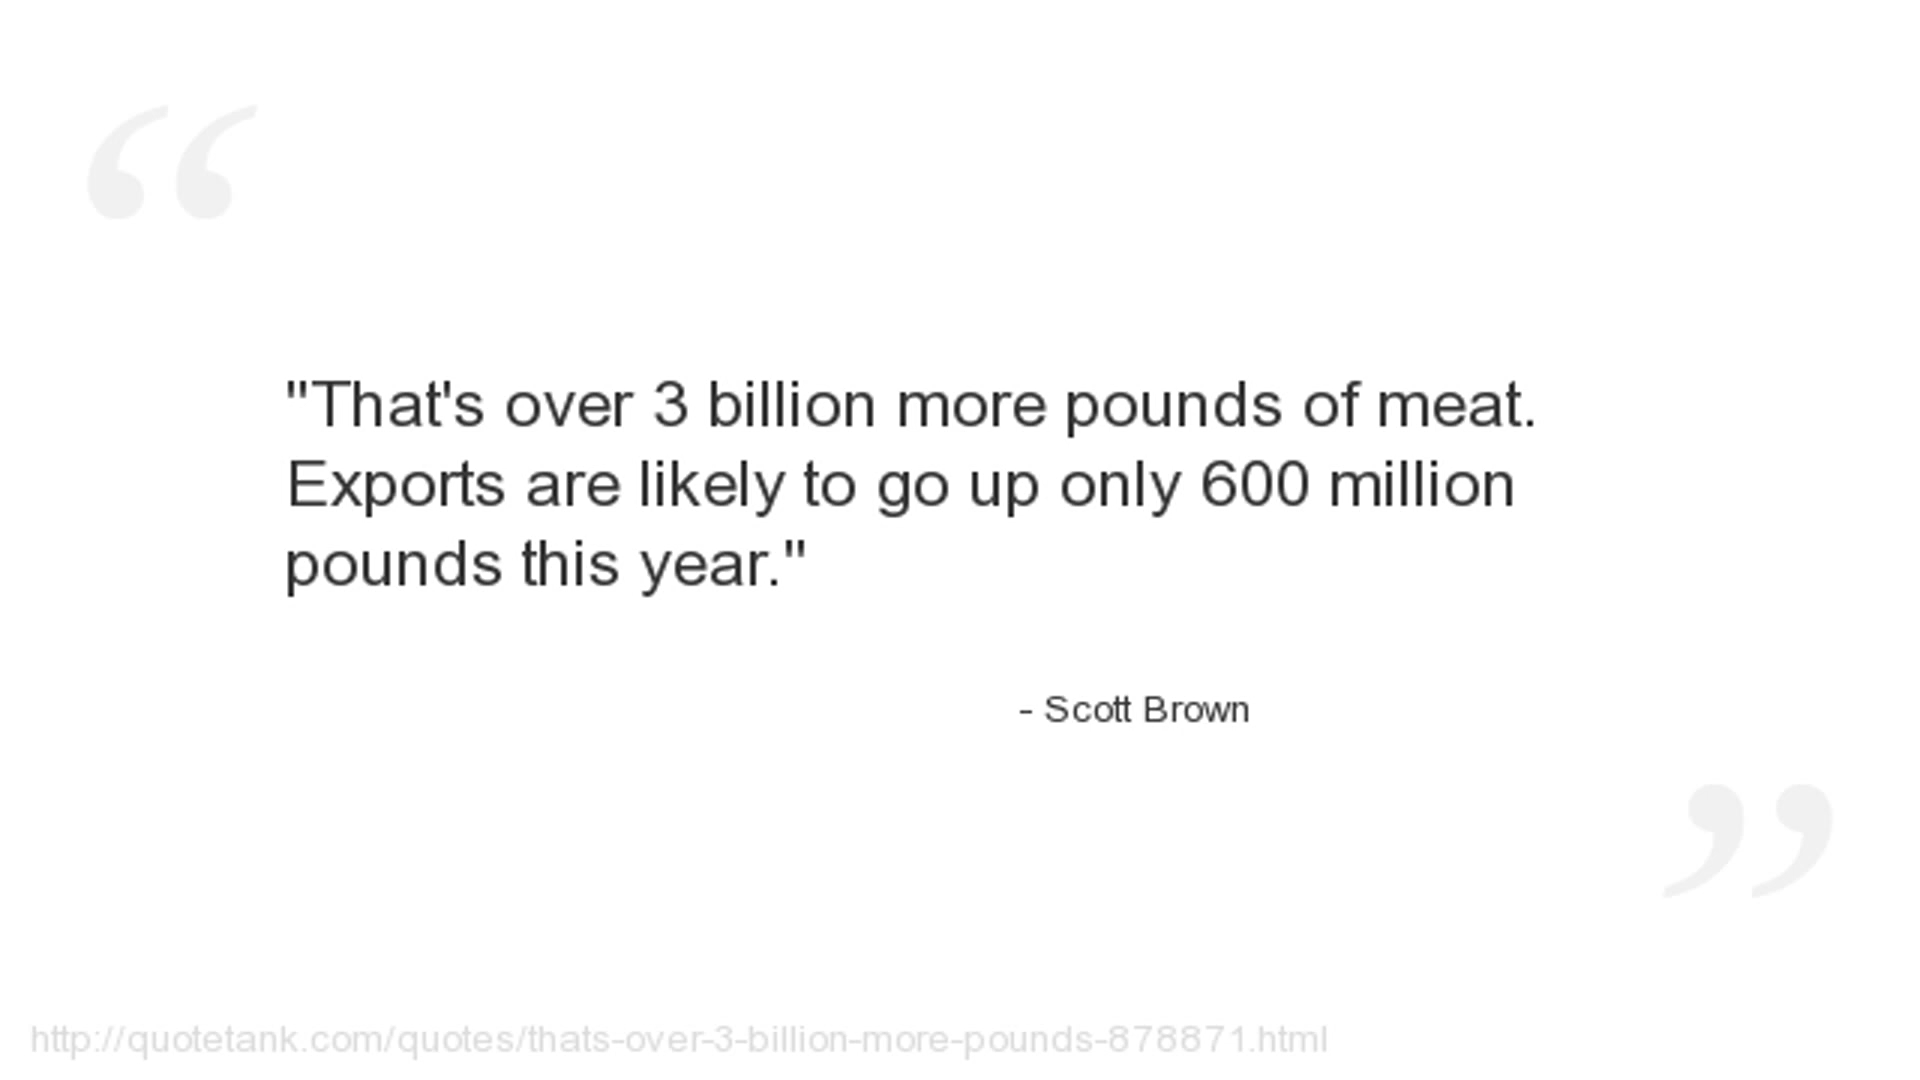 "That's over 3 billion more pounds of meat.
Exports are likely to go up only 600 million
pounds this year."
- Scott Brown
http://quotetank.com/quotes/thats-over-3-billion-more-pounds-878871.html